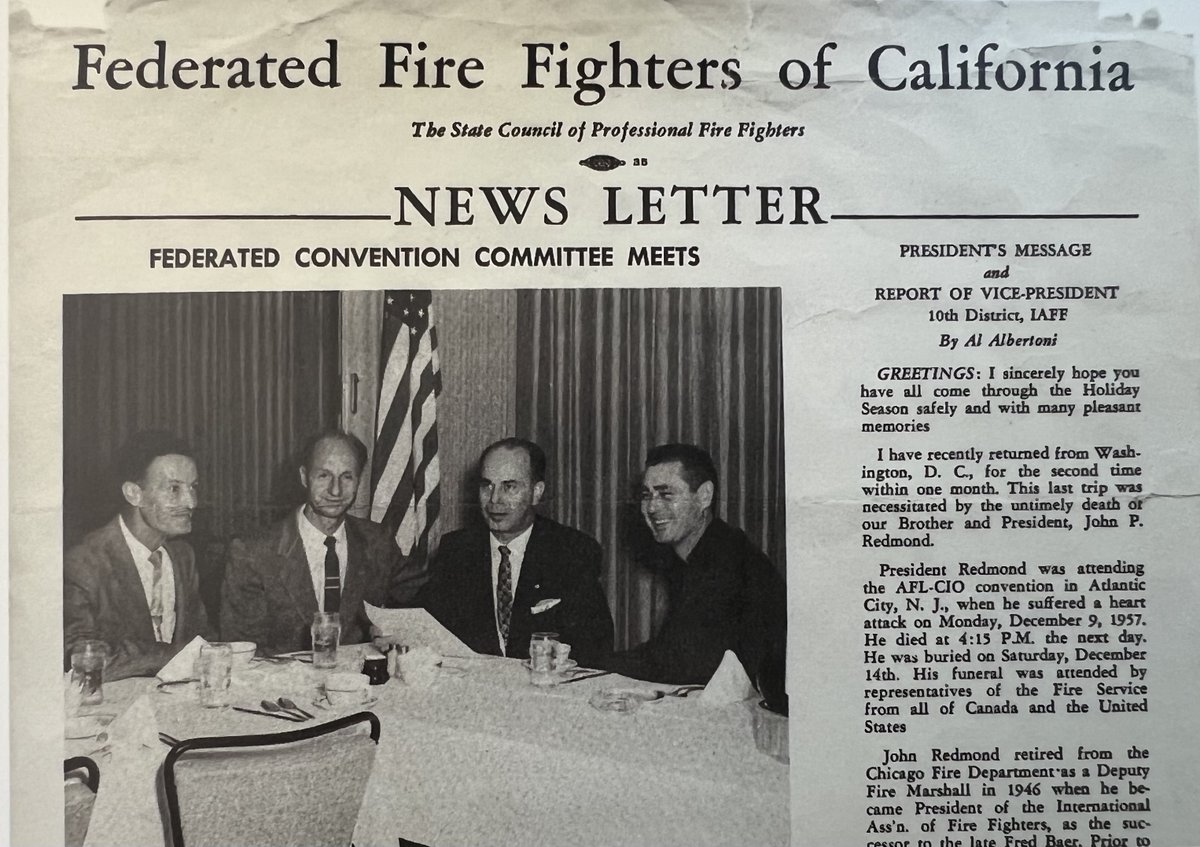 Federated Fire Fighters of California
The State Council of Professional Fire Fighters
35
NEWS LETTER
FEDERATED CONVENTION COMMITTEE MEETS
PRESIDENT'S MESSAGE
and
REPORT OF VICE-PRESIDENT
10th District, IAFF
By Al Albertoni
GREETINGS: I sincerely hope you
have all come through the Holiday
Season safely and with many pleasant
memories
I have recently returned from Wash-
ington, D. C., for the second time
within one month. This last trip was
necessitated by the untimely death of
our Brother and President, John P.
Redmond.
President Redmond was attending
the AFL-CIO convention in Atlantic
City, N. J., when he suffered a heart
attack on Monday, December 9, 1957.
He died at 4:15 P.M. the next day.
He was buried on Saturday, December
14th. His funeral was attended by
representatives of the Fire Service
from all of Canada and the United
States
John Redmond retired from the
Chicago Fire Department as a Deputy
Fire Marshall in 1946 when he be-
came President of the International
Ass'n. of Fire Fighters, as the suc-
cessor to the late Fred Baer. Prior to